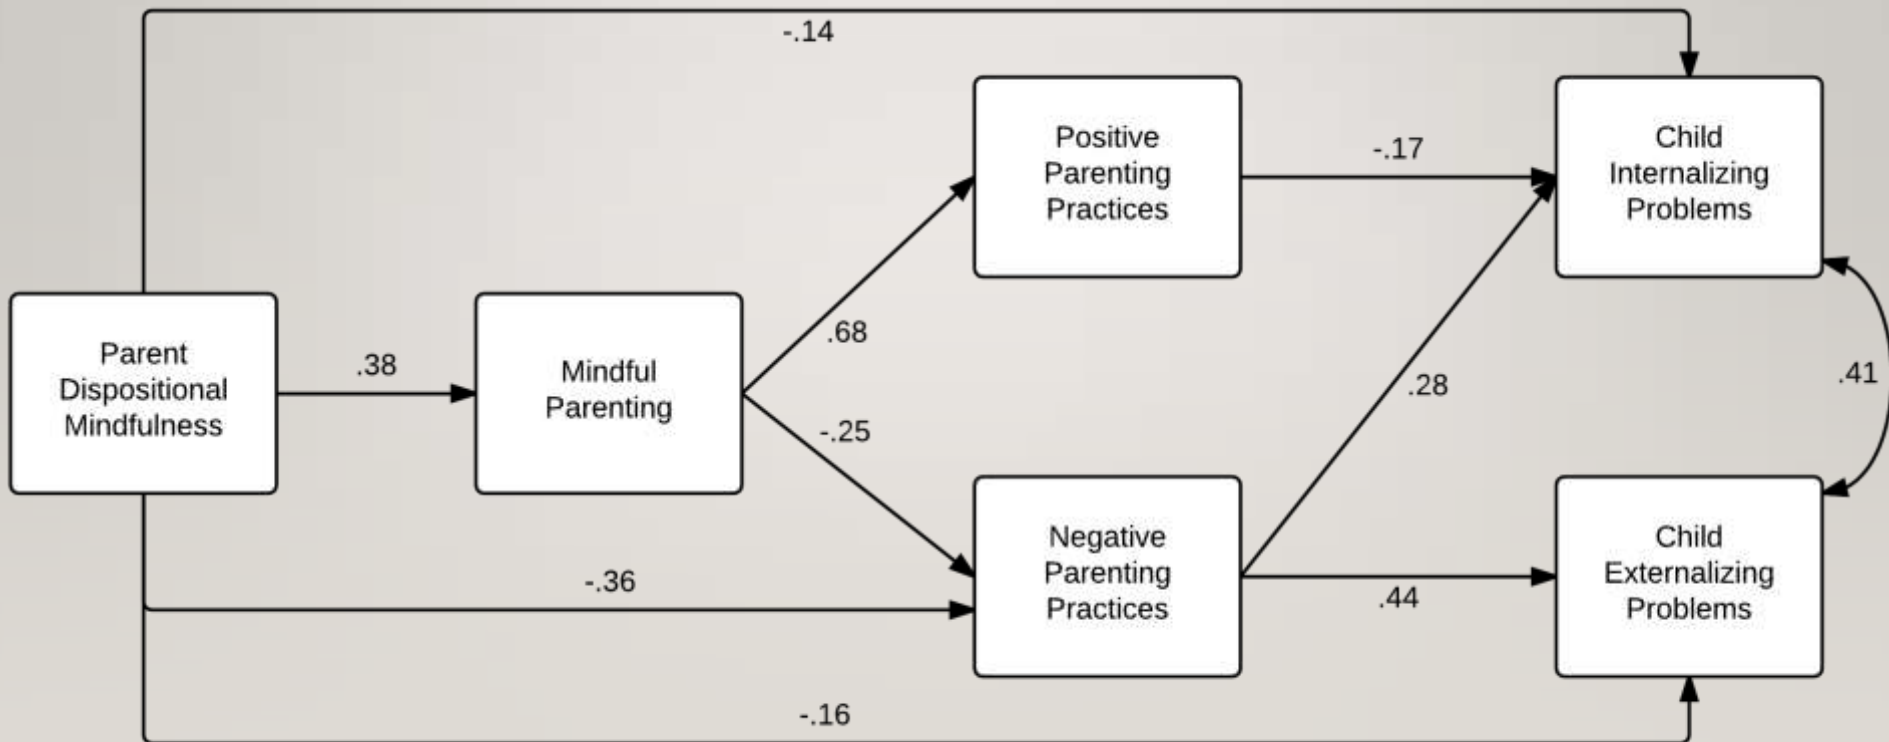 -.14
Positive
Parenting
Practices
-.17
Child
Internalizing
Problems
Parent
Dispositional
Mindfulness
.38
Mindful
Parenting
.68
-.25
.28
.41
Negative
Parenting
Practices
-.36
.44
Child
Externalizing
Problems
-.16